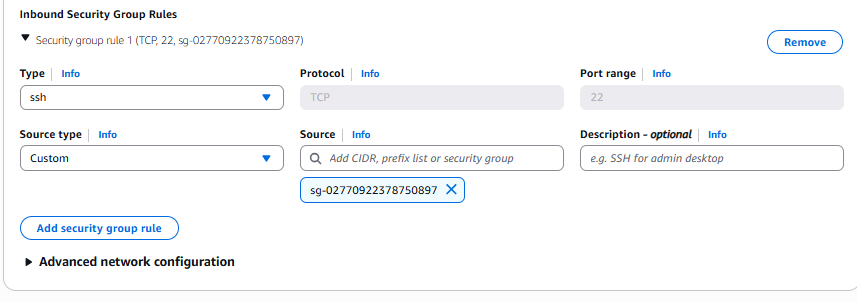 Inbound Security Group Rules
Security group rule 1 (TCP, 22, sg-02770922378750897)
Remove
Type Info Protocol Info Port range Info
ssh TCP 22
Source type Info Source Info Description - optional Info
Custom Add CIDR, prefix list or security group e.g. SSH for admin desktop
sg-02770922378750897
Add security group rule
Advanced network configuration